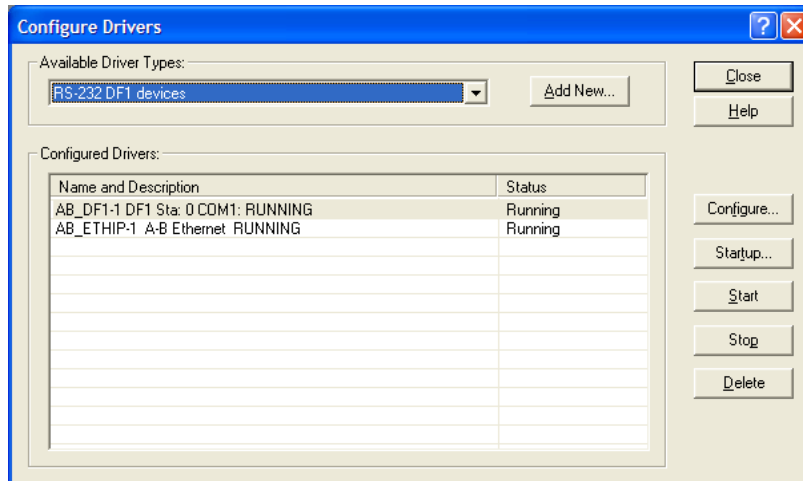 Configure Drivers
Available Driver Types:
RS-232 DF1 devices
Add New...
Close
Help
Configured Drivers:
Name and Description Status
AB_DF1-1 DF1 Sta: 0 COM1: RUNNING Running
AB_ETHIP-1 A-B Ethernet RUNNING Running
Configure...
Startup...
Start
Stop
Delete